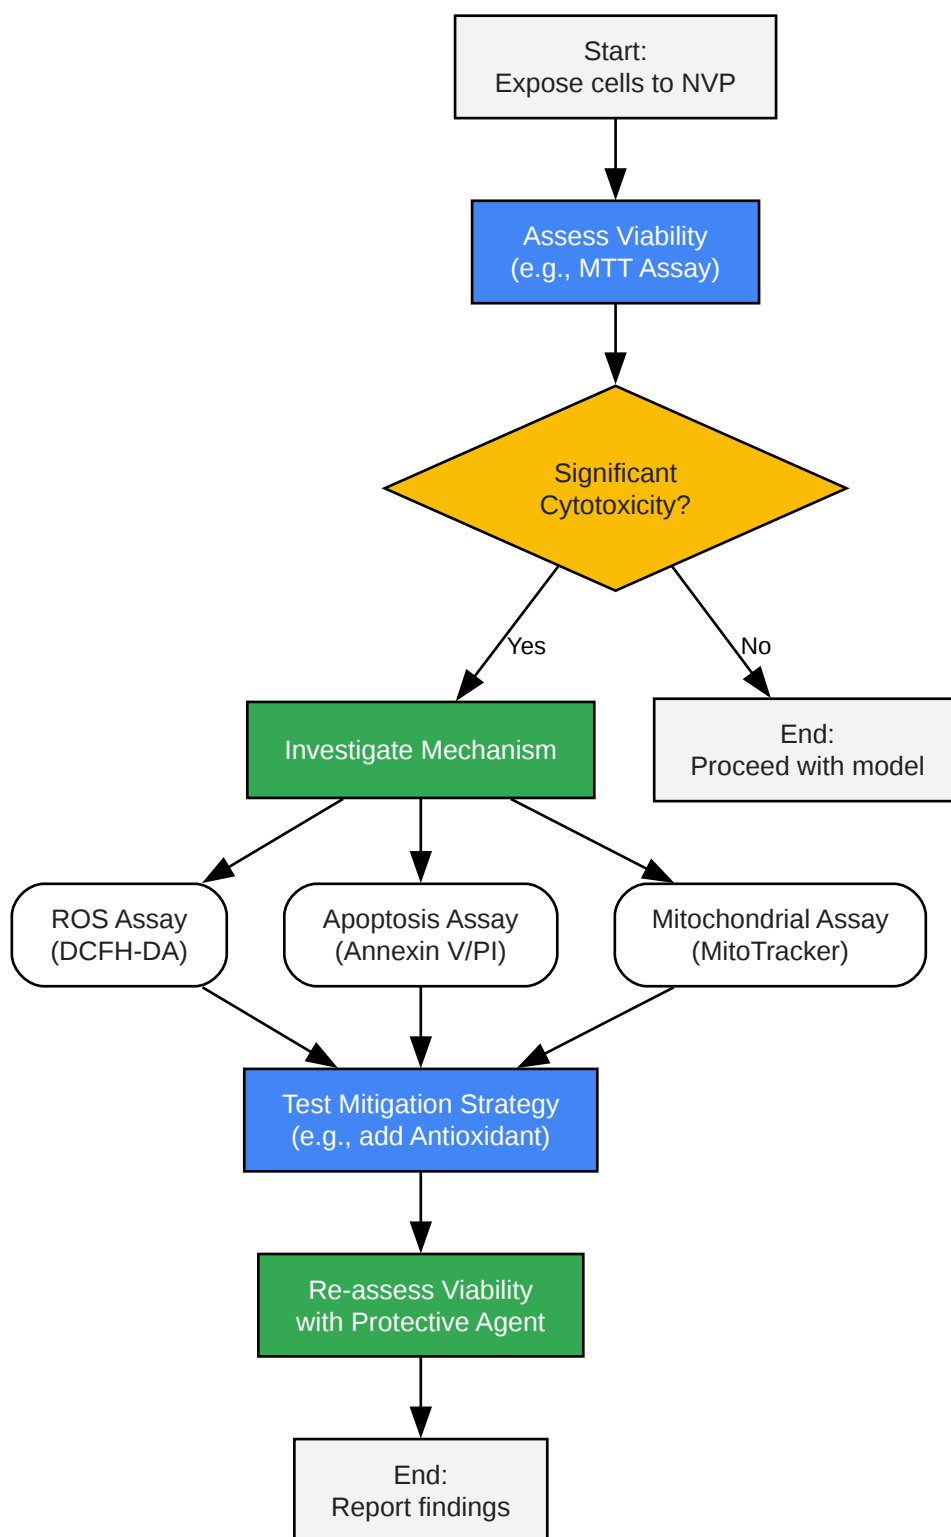 Start:
Expose cells to NVP
Assess Viability
(e.g., MTT Assay)
Significant
Cytotoxicity?
Yes
No
Investigate Mechanism
End:
Proceed with model
ROS Assay
(DCFH-DA)
Apoptosis Assay
(Annexin V/PI)
Mitochondrial Assay
(MitoTracker)
Test Mitigation Strategy
(e.g., add Antioxidant)
Re-assess Viability
with Protective Agent
End:
Report findings